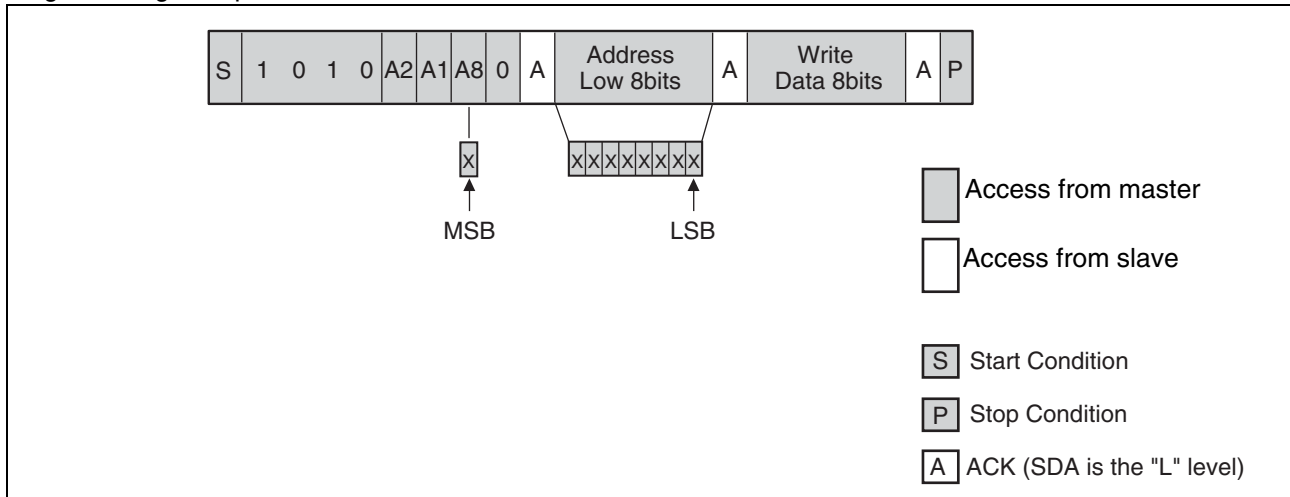 S 1 0 1 0 A2 A1 A8 0 A Address Low 8bits A Write Data 8bits A P
x xxxxxxxx
MSB LSB
Access from master
Access from slave
S Start Condition
P Stop Condition
A ACK (SDA is the "L" level)